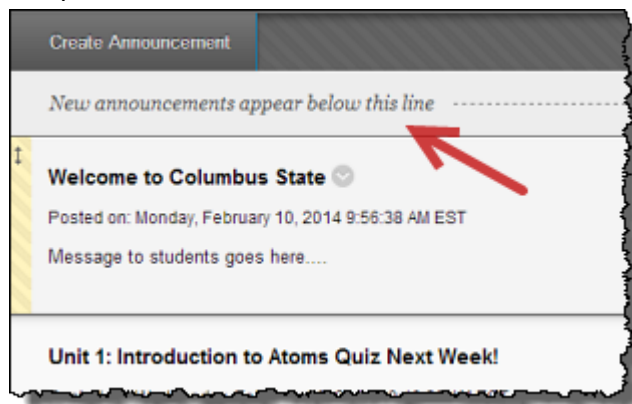 Create Announcement
New announcements appear below this line
Welcome to Columbus State
Posted on: Monday, February 10, 2014 9:56:38 AM EST
Message to students goes here....
Unit 1: Introduction to Atoms Quiz Next Week!